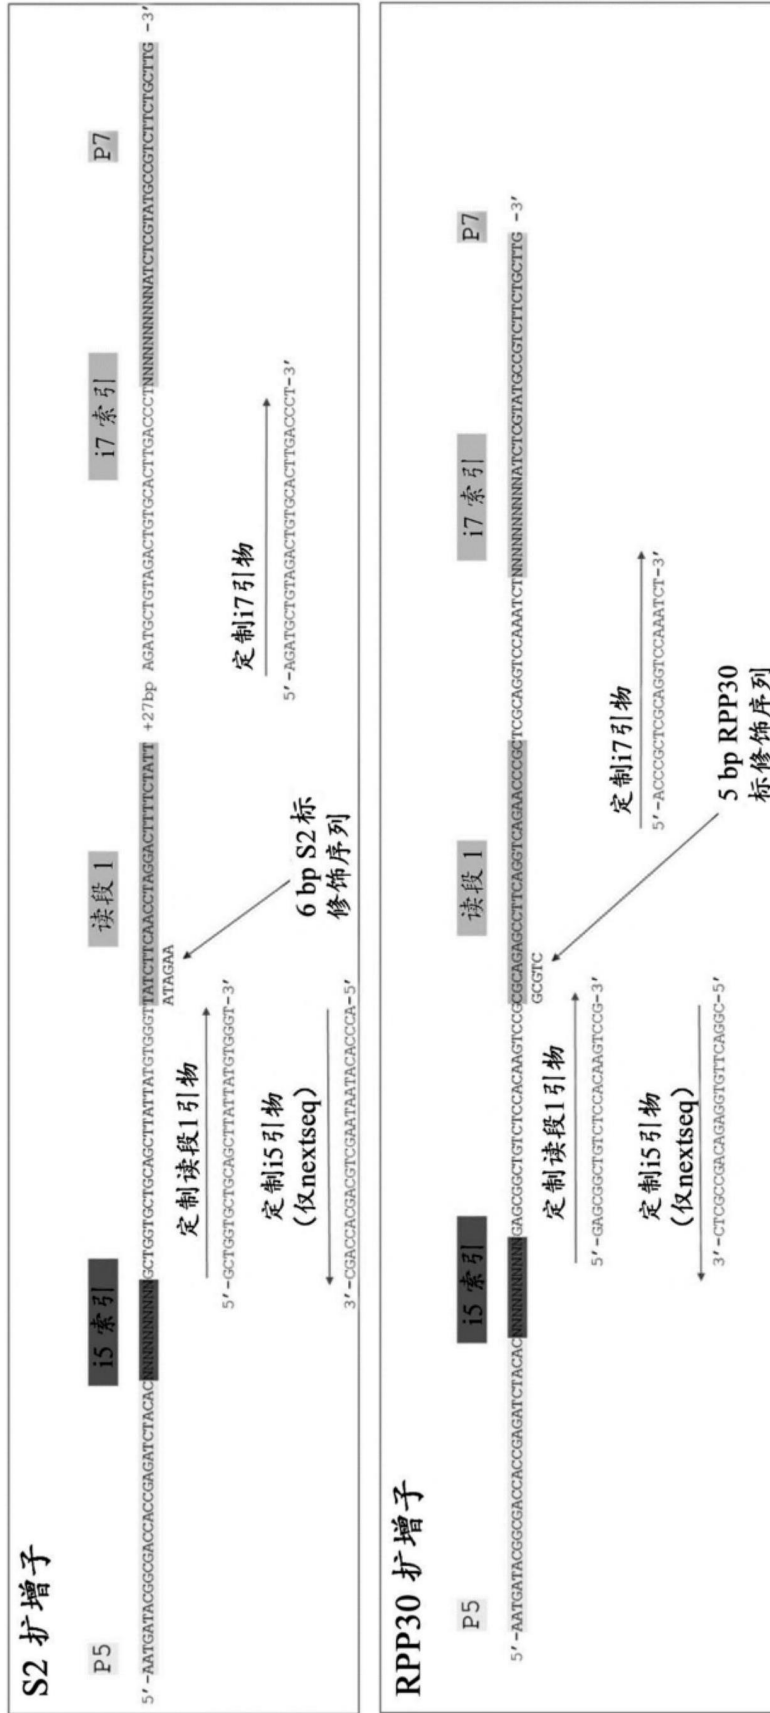 S2 扩增子
P5
i5 索引
读段 1
i7 索引
P7
5′-AATGATACGGCGACCACCGAGATCTACACNNNNNNNNNNGCTGGTGCTGCAGCTTATTATGTGGGTTATCTTCAACCTAGGACTTTTCTATT +27bp AGATGCTGTAGACTGTGCACTTGACCCTNNNNNNNNNNATCTCGTATGCCGTCTTCTGCTTG -3′
ATAGAA
定制读段1引物
5′-GCTGGTGCTGCAGCTTATTATGTGGGT-3′
6 bp S2标
修饰序列
定制i7引物
5′-AGATGCTGTAGACTGTGCACTTGACCCT-3′
定制i5引物
(仅nextseq)
3′-CGACCACGACGTCGAATAATACACCCA-5′
RPP30 扩增子
P5
i5 索引
读段 1
i7 索引
P7
5′-AATGATACGGCGACCACCGAGATCTACACNNNNNNNNNNGAGCGGCTGTCTCCACAAGTCCGCGCAGAGCCTTCAGGTCAGAACCCGCTCGCAGGTCCAAATCTNNNNNNNNNNATCTCGTATGCCGTCTTCTGCTTG -3′
GCGTC
定制读段1引物
5′-GAGCGGCTGTCTCCACAAGTCCG-3′
定制i7引物
5′-ACCCGCTCGCAGGTCCAAATCT-3′
定制i5引物
(仅nextseq)
3′-CTCGCCGACAGAGGTGTTCAGGC-5′
5 bp RPP30
标修饰序列